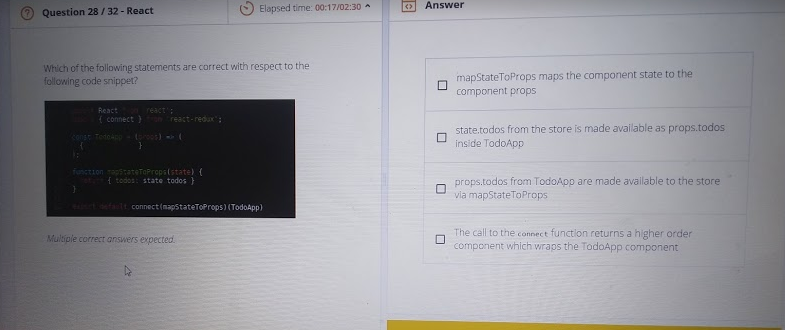 Question 28 / 32 - React
Elapsed time: 00:17/02:30
Answer
Which of the following statements are correct with respect to the
following code snippet?
React from "react";
{ connect } from "react-redux";
const TodoApp = (props) => (
{ }
);
function mapStateToProps(state) {
return { todos: state.todos }
}
export default connect(mapStateToProps)(TodoApp)
Multiple correct answers expected.
mapStateToProps maps the component state to the
component props
state.todos from the store is made available as props.todos
inside TodoApp
props.todos from TodoApp are made available to the store
via mapStateToProps
The call to the connect function returns a higher order
component which wraps the TodoApp component